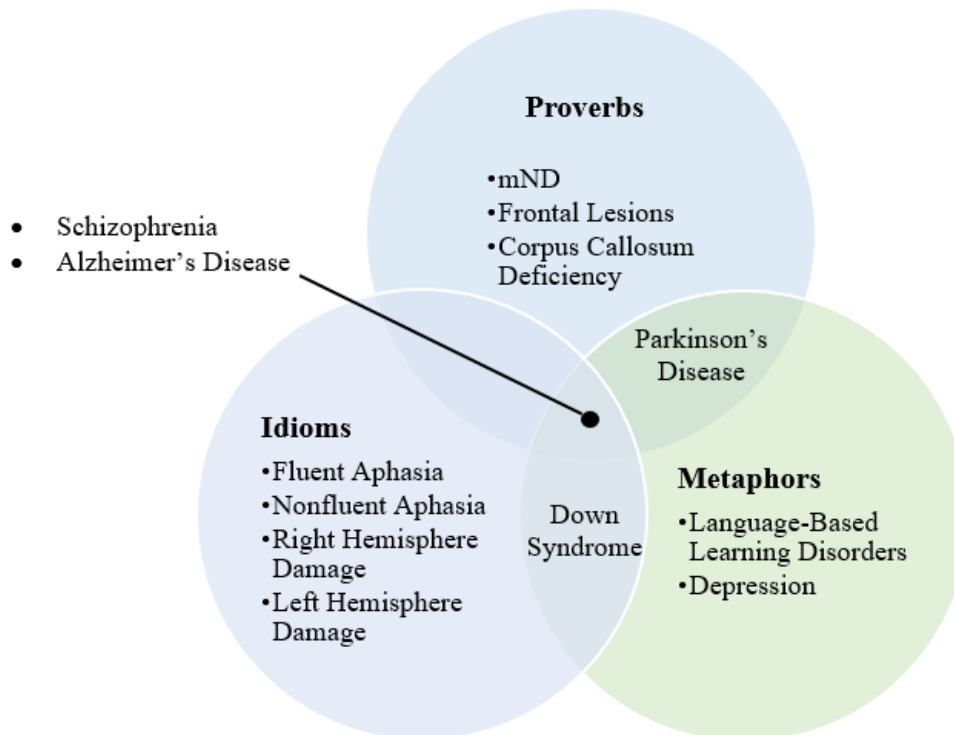 Proverbs
•mND
•Frontal Lesions
•Corpus Callosum
Deficiency
• Schizophrenia
• Alzheimer’s Disease
Parkinson’s
Disease
Idioms
•Fluent Aphasia
•Nonfluent Aphasia
•Right Hemisphere
Damage
•Left Hemisphere
Damage
Down
Syndrome
Metaphors
•Language-Based
Learning Disorders
•Depression